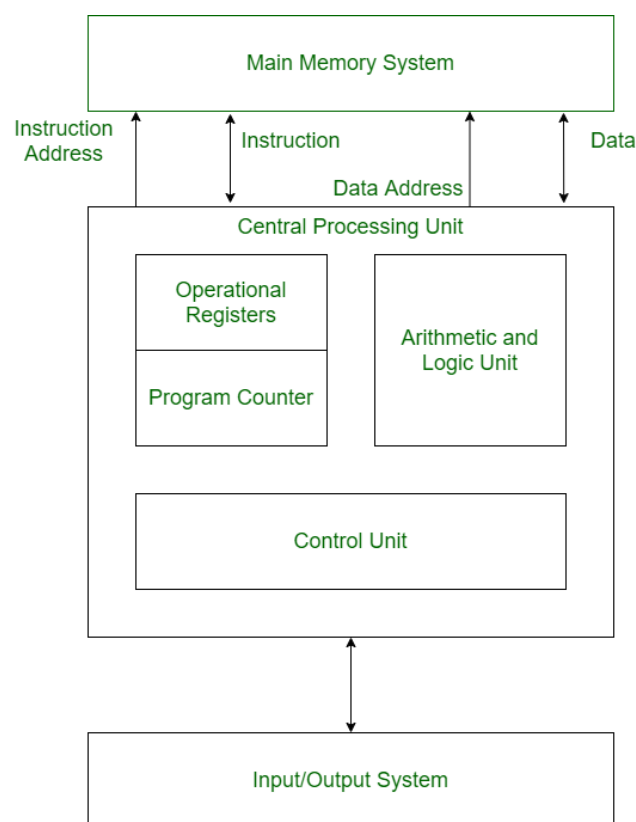 Main Memory System
Instruction
Address
Instruction
Data
Data Address
Central Processing Unit
Operational
Registers
Arithmetic and
Logic Unit
Program Counter
Control Unit
Input/Output System